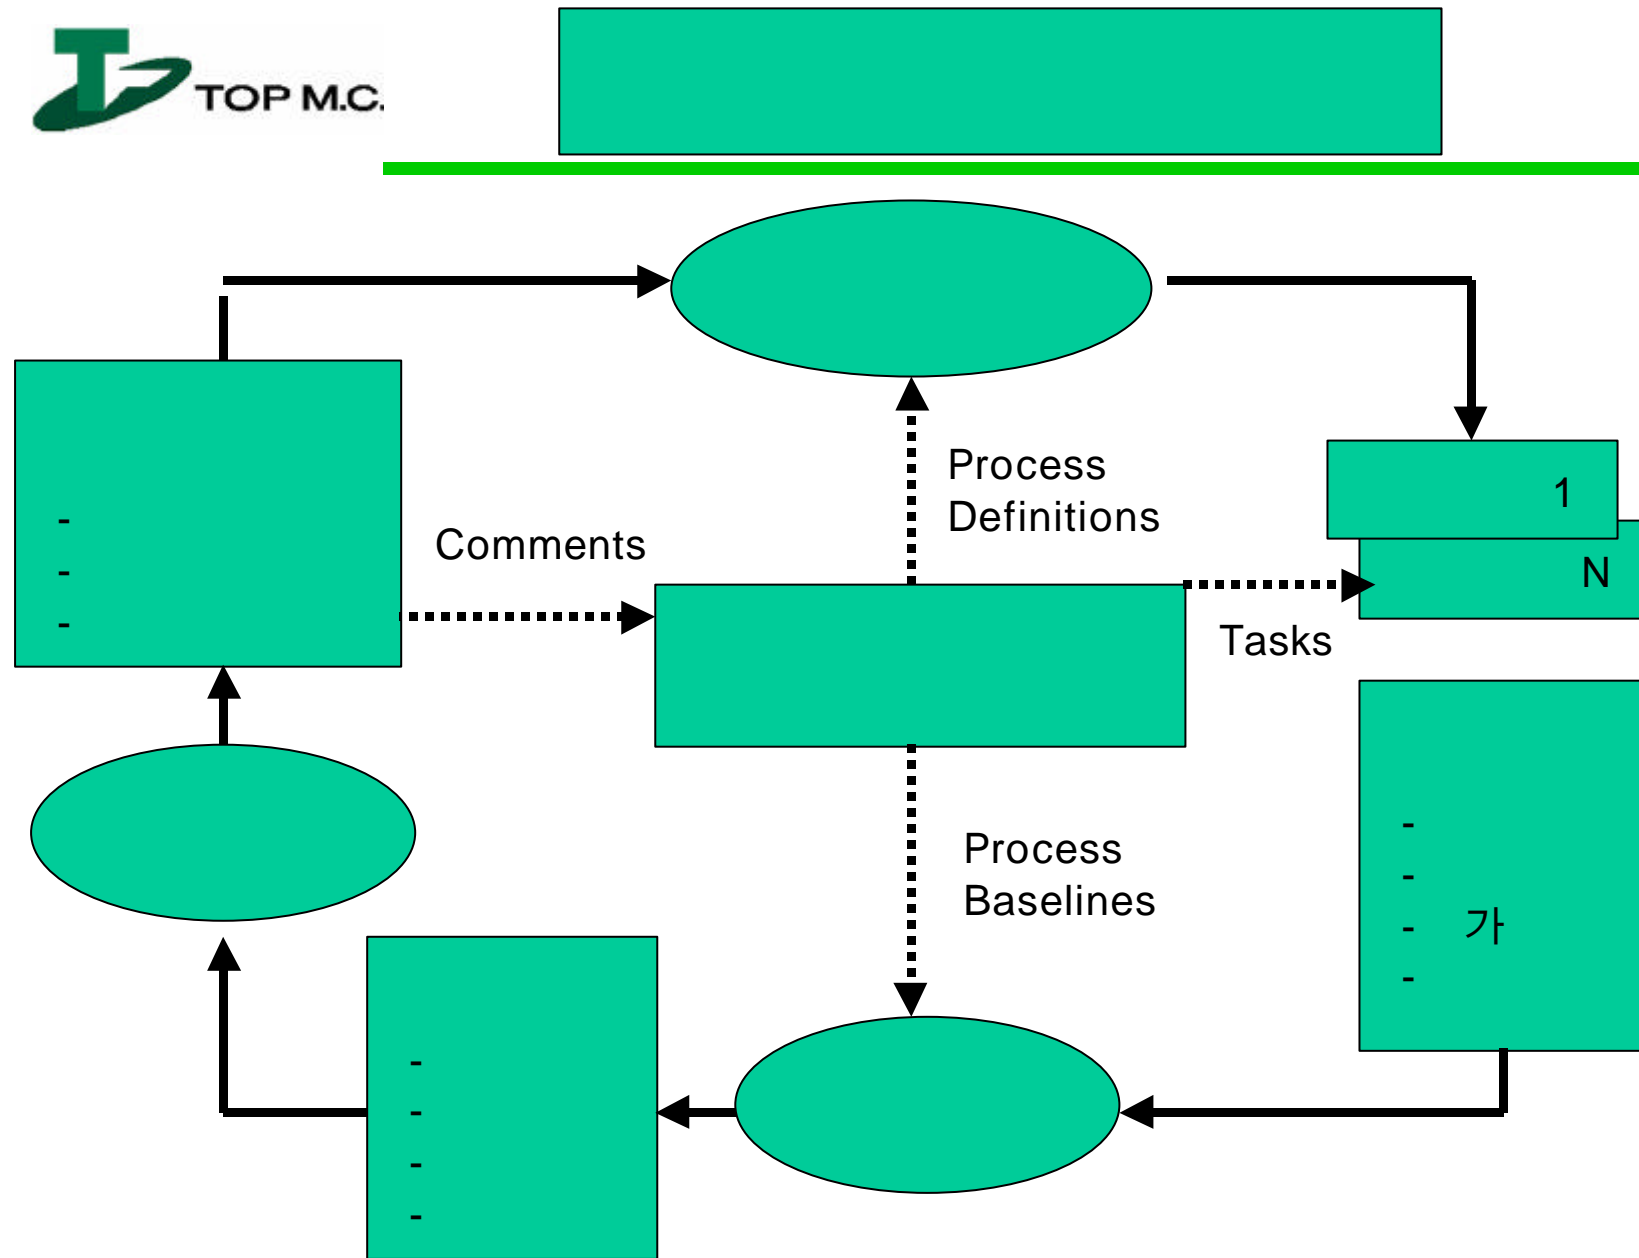 TOP M.C.
Process
Definitions
1
-
-
-
Comments
N
Tasks
-
-
- 가
-
Process
Baselines
-
-
-
-